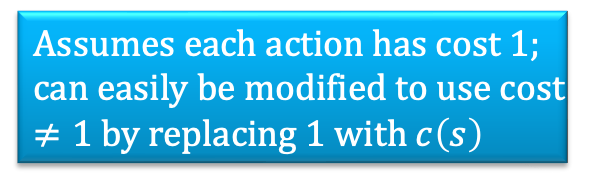 Assumes each action has cost 1;
can easily be modified to use cost
≠ 1 by replacing 1 with c(s)